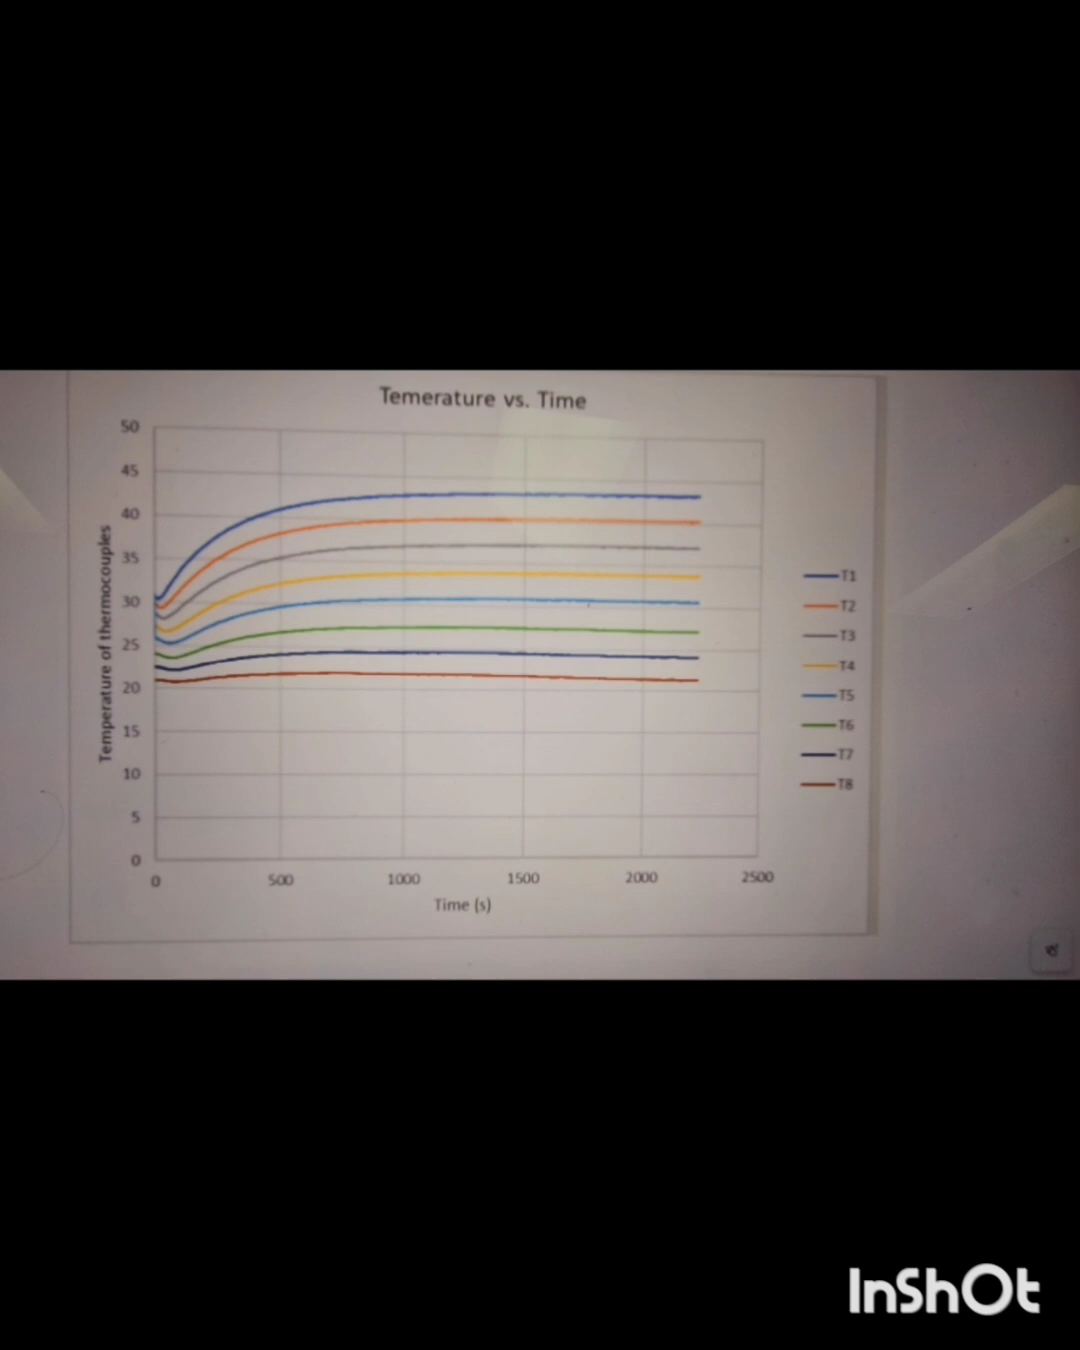 Temerature vs. Time
50
45
40
35
30
25
20
15
10
5
0
Temperature of thermocouples
0 500 1000 1500 2000 2500
Time (s)
T1
T2
T3
T4
T5
T6
T7
T8
InShOt